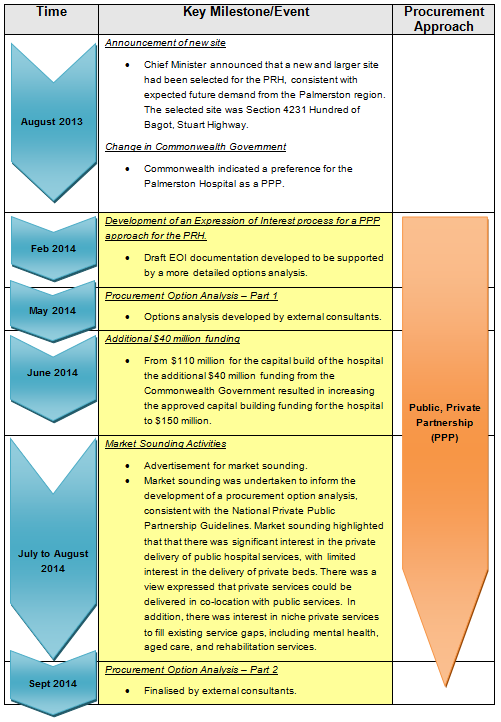 Time
Key Milestone/Event
Procurement
Approach
August 2013
Announcement of new site
• Chief Minister announced that a new and larger site
had been selected for the PRH, consistent with
expected future demand from the Palmerston region.
The selected site was Section 4231 Hundred of
Bagot, Stuart Highway.
Change in Commonwealth Government
• Commonwealth indicated a preference for the
Palmerston Hospital as a PPP.
Feb 2014
Development of an Expression of Interest process for a PPP
approach for the PRH.
• Draft EOI documentation developed to be supported
by a more detailed options analysis.
May 2014
Procurement Option Analysis – Part 1
• Options analysis developed by external consultants.
June 2014
Additional $40 million funding
• From $110 million for the capital build of the hospital
the additional $40 million funding from the
Commonwealth Government resulted in increasing
the approved capital building funding for the hospital
to $150 million.
Public, Private
Partnership
(PPP)
July to August
2014
Market Sounding Activities
• Advertisement for market sounding.
• Market sounding was undertaken to inform the
development of a procurement option analysis,
consistent with the National Private Public
Partnership Guidelines. Market sounding highlighted
that that there was significant interest in the private
delivery of public hospital services, with limited
interest in the delivery of private beds. There was a
view expressed that private services could be
delivered in co-location with public services. In
addition, there was interest in niche private services
to fill existing service gaps, including mental health,
aged care, and rehabilitation services.
Sept 2014
Procurement Option Analysis – Part 2
• Finalised by external consultants.